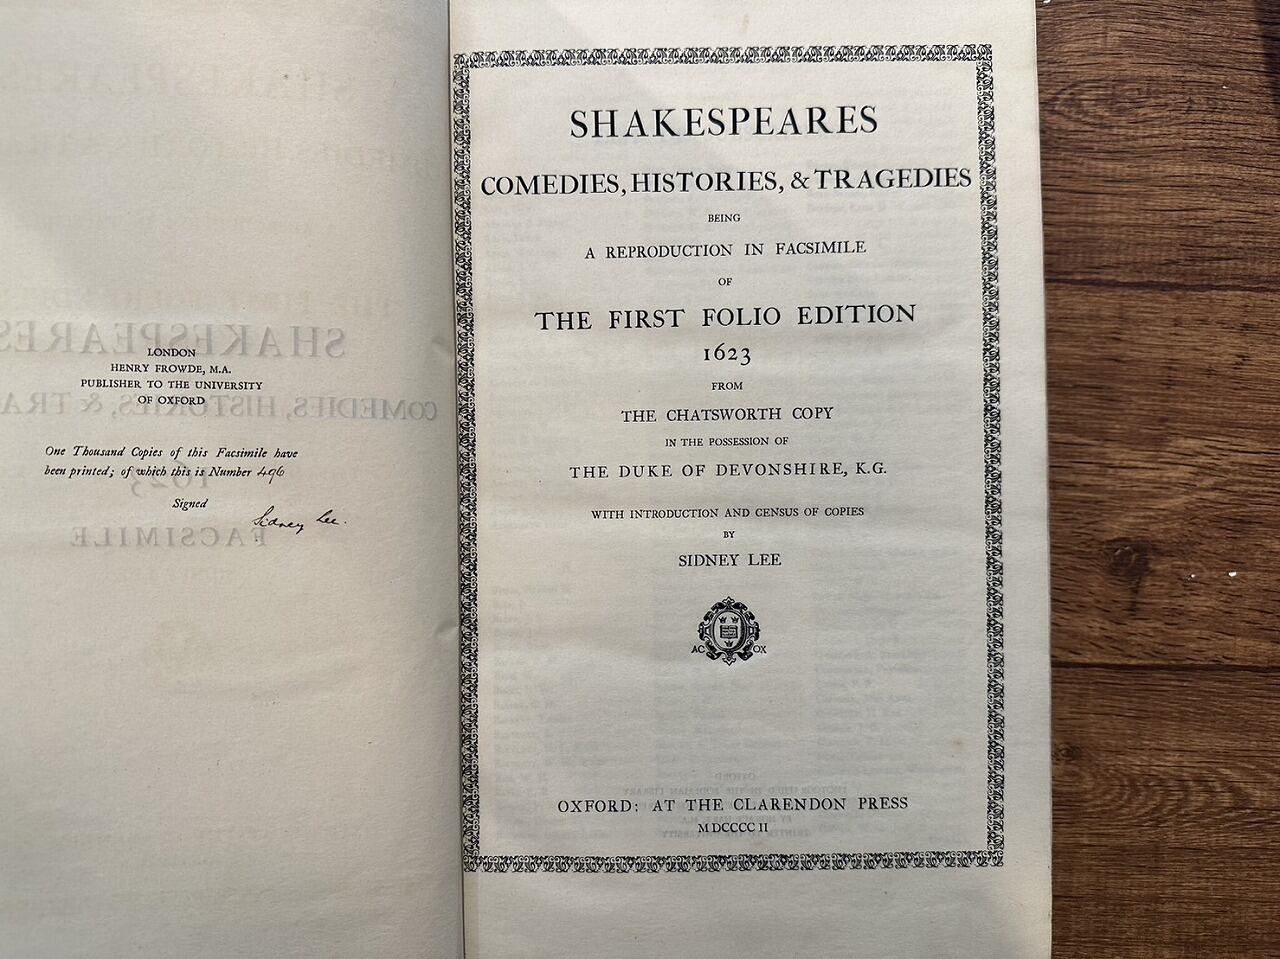 LONDON
HENRY FROWDE, M.A.
PUBLISHER TO THE UNIVERSITY
OF OXFORD
One Thousand Copies of this Facsimile have
been printed; of which this is Number 496
Signed
Sidney Lee.
SHAKESPEARES
COMEDIES, HISTORIES, & TRAGEDIES
BEING
A REPRODUCTION IN FACSIMILE
OF
THE FIRST FOLIO EDITION
1623
FROM
THE CHATSWORTH COPY
IN THE POSSESSION OF
THE DUKE OF DEVONSHIRE, K.G.
WITH INTRODUCTION AND CENSUS OF COPIES
BY
SIDNEY LEE
AC OX
OXFORD: AT THE CLARENDON PRESS
MDCCCC II